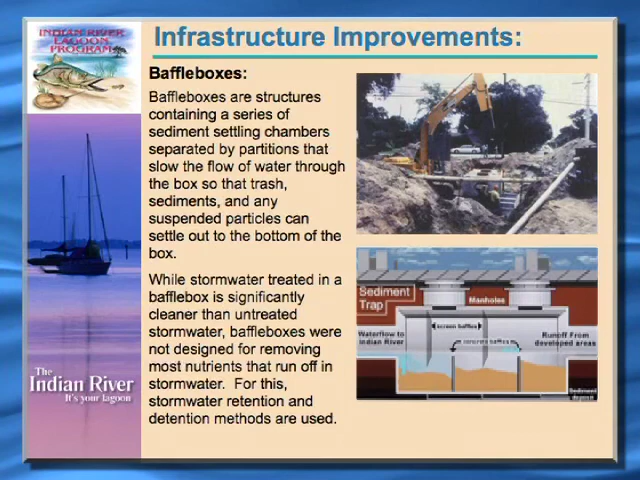 INDIAN RIVER
LAGOON
PROGRAM
Infrastructure Improvements:
Baffleboxes:
Baffleboxes are structures
containing a series of
sediment settling chambers
separated by partitions that
slow the flow of water through
the box so that trash,
sediments, and any
suspended particles can
settle out to the bottom of the
box.
While stormwater treated in a
bafflebox is significantly
cleaner than untreated
stormwater, baffleboxes were
not designed for removing
most nutrients that run off in
stormwater. For this,
stormwater retention and
detention methods are used.
Sediment
Trap
Manholes
Waterflow to
Indian River
screen baffles
concrete baffles
Runoff From
developed areas
Sediment
deposit
The
Indian River
It's your lagoon